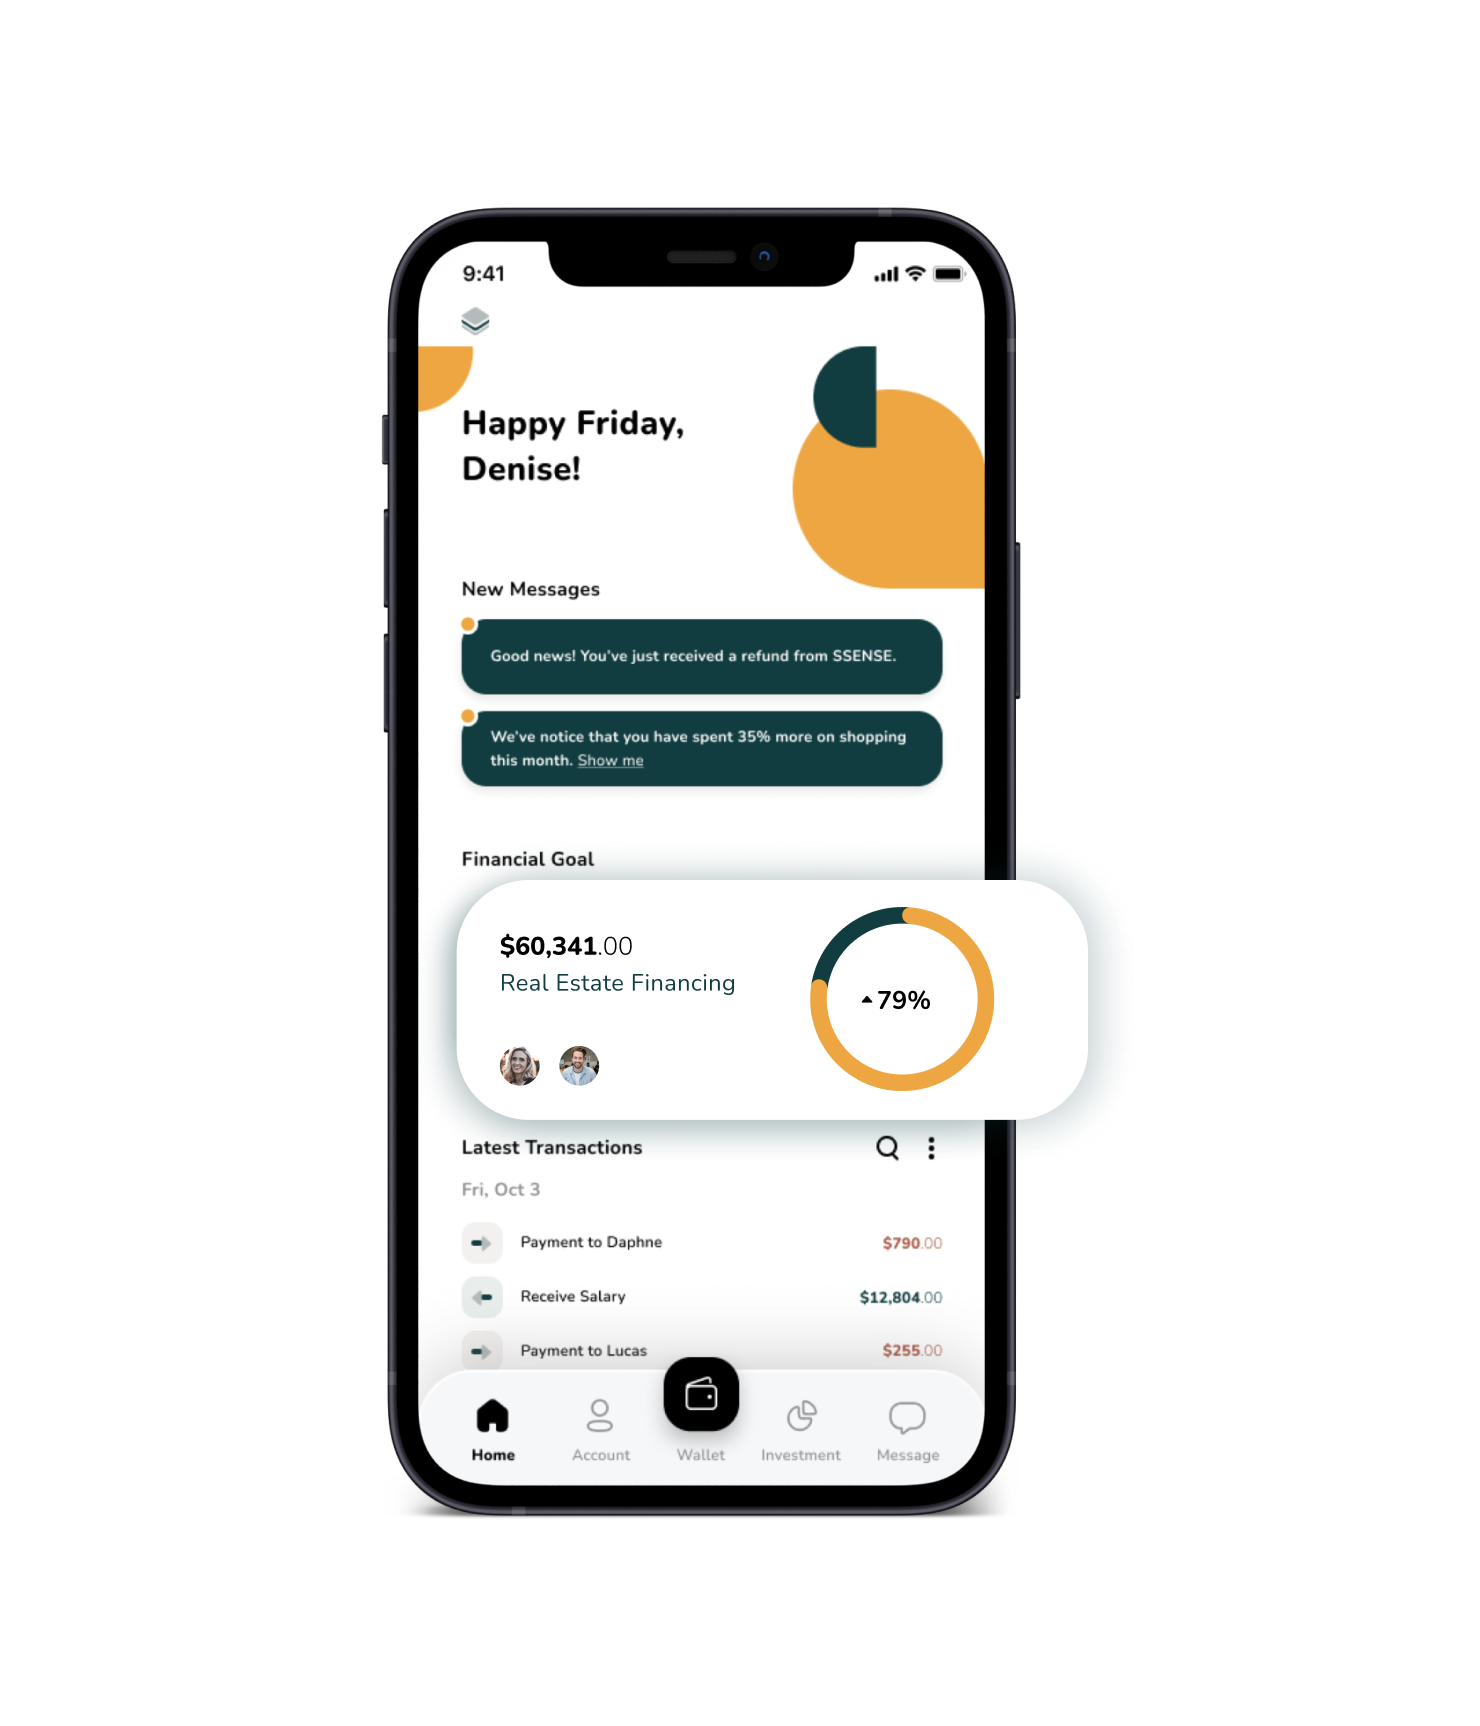 9:41
Happy Friday,
Denise!
New Messages
Good news! You've just received a refund from SSENSE.
We've notice that you have spent 35% more on shopping
this month. Show me
Financial Goal
$60,341.00
Real Estate Financing
79%
Latest Transactions
Fri, Oct 3
Payment to Daphne $790.00
Receive Salary $12,804.00
Payment to Lucas $255.00
Home Account Wallet Investment Message